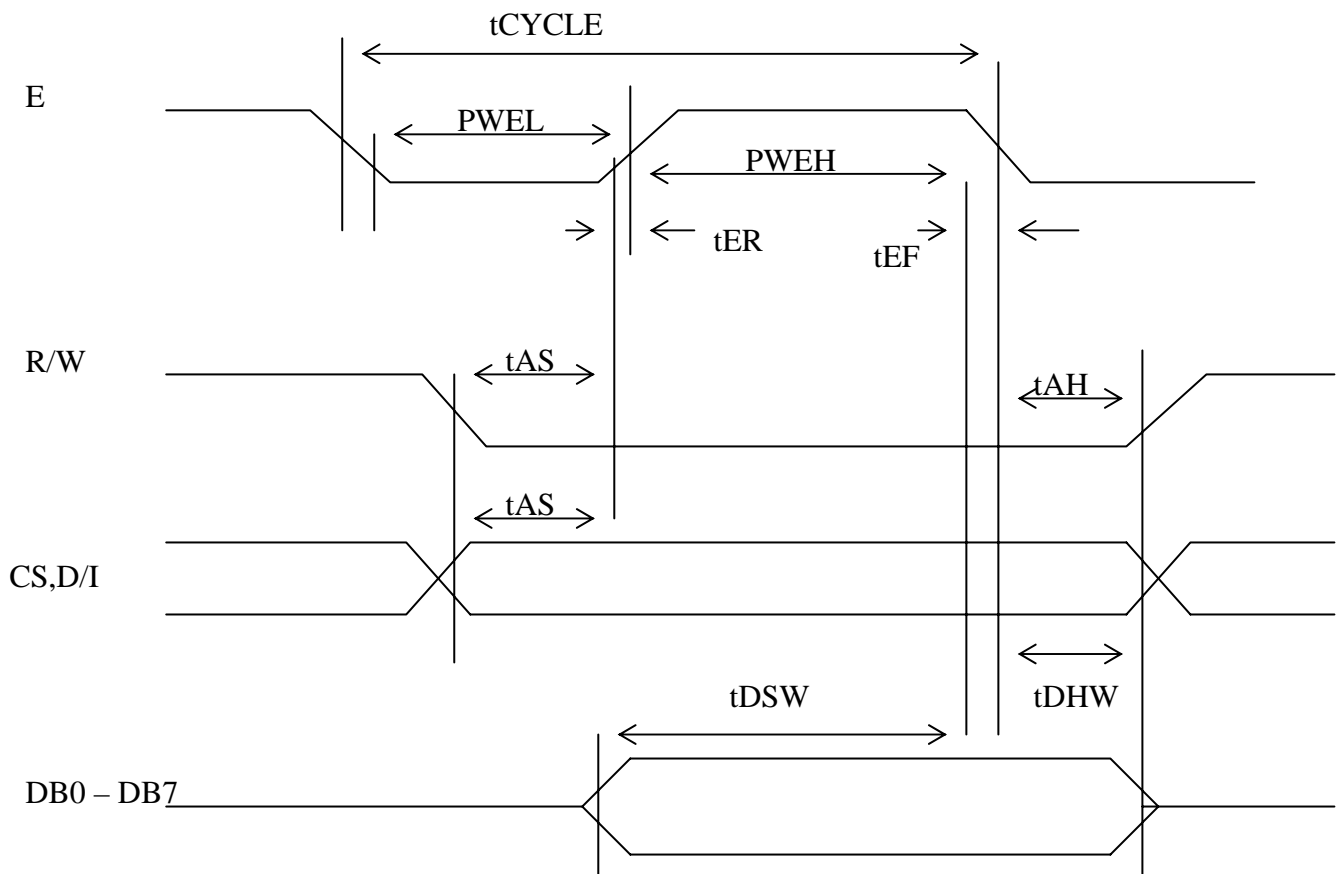 tCYCLE
E
PWEL
PWEH
tER
tEF
R/W
tAS
tAH
tAS
CS,D/I
tDSW
tDHW
DB0 – DB7